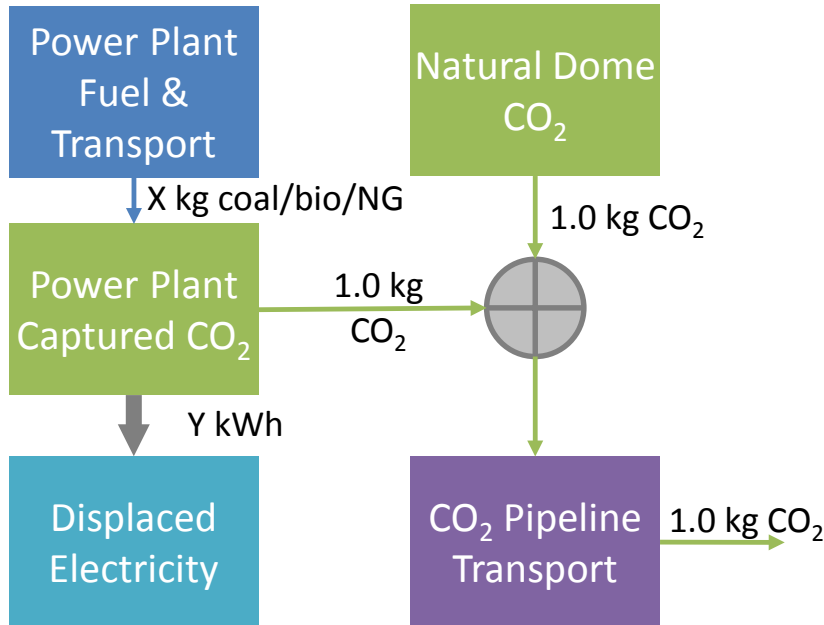 Power Plant
Fuel &
Transport
Natural Dome
CO₂
X kg coal/bio/NG
1.0 kg CO₂
Power Plant
Captured CO₂
1.0 kg
CO₂
Y kWh
Displaced
Electricity
CO₂ Pipeline
Transport
1.0 kg CO₂